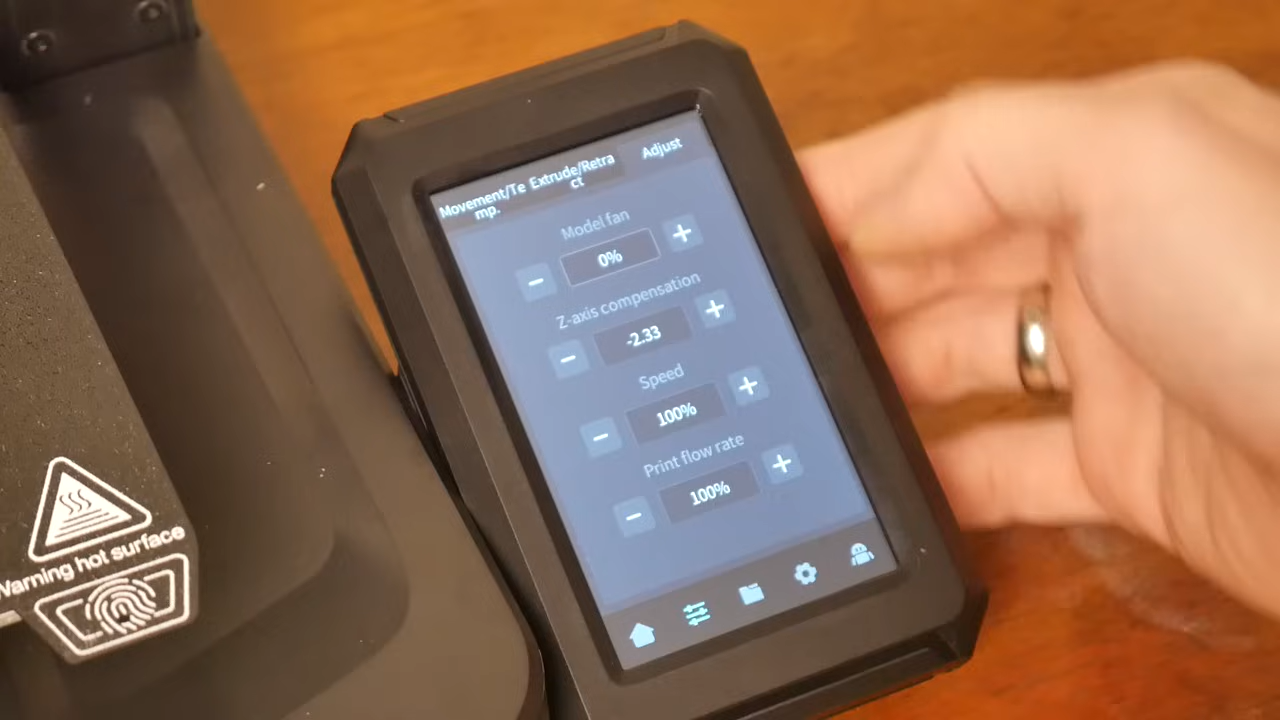 Movement/Te
mp.
Extrude/Retra
ct
Adjust
Model fan
− 0% +
Z-axis compensation
− -2.33 +
Speed
− 100% +
Print flow rate
− 100% +
Warning hot surface